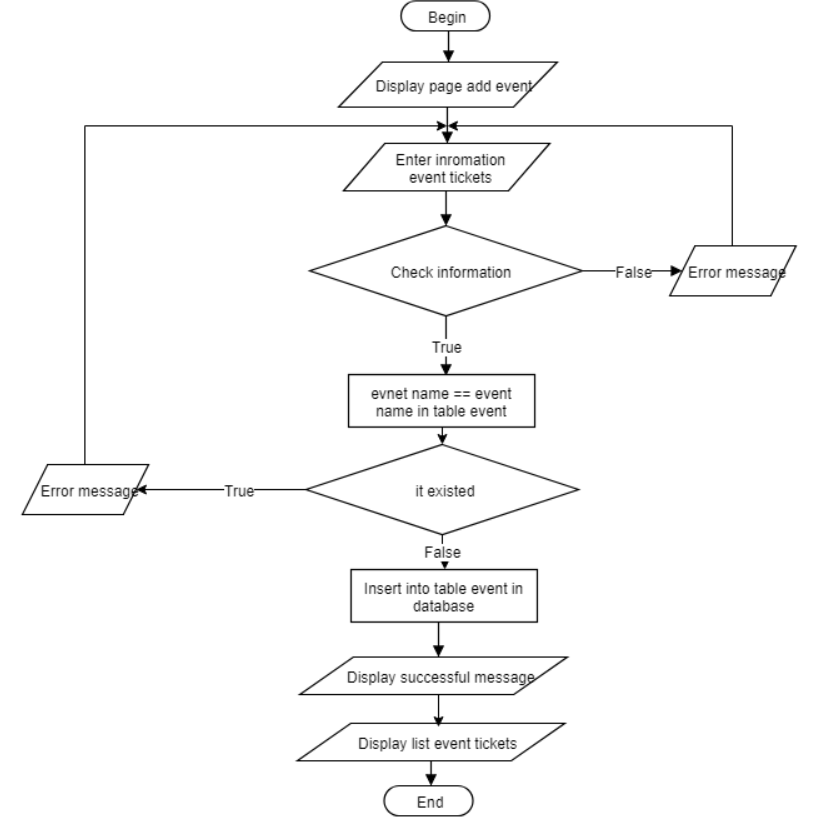 Begin
Display page add event
Enter inromation
event tickets
Check information
False
Error message
True
evnet name == event
name in table event
it existed
True
Error message
False
Insert into table event in
database
Display successful message
Display list event tickets
End